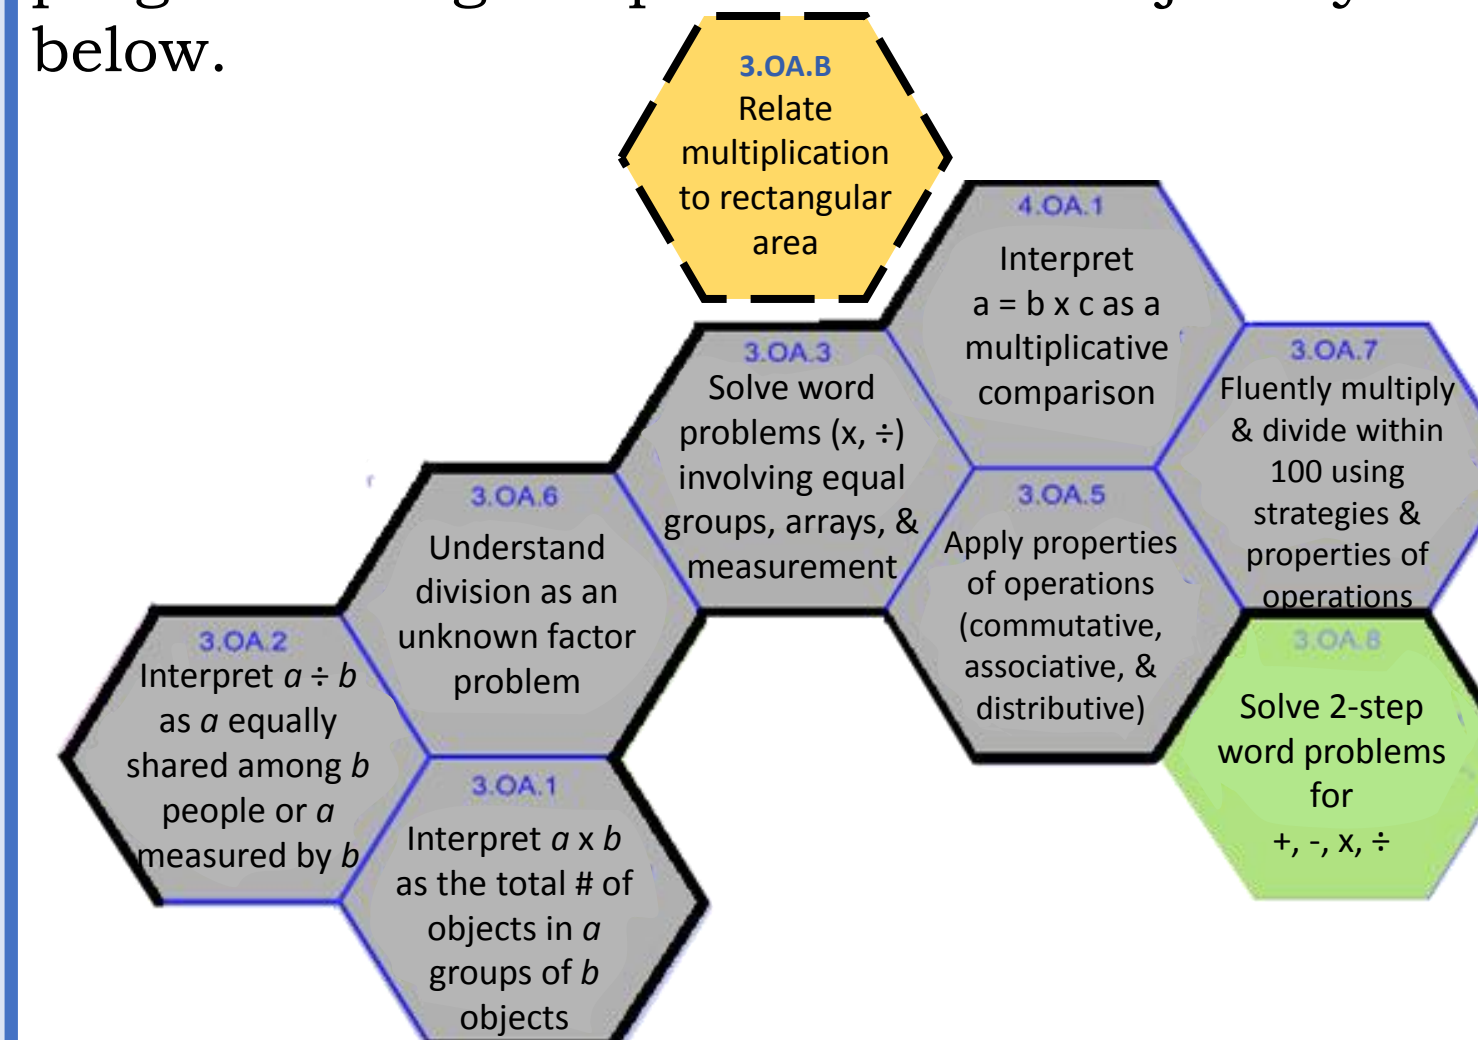 below.
3.OA.B
Relate
multiplication
to rectangular
area
4.OA.1
Interpret
a = b x c as a
multiplicative
comparison
3.OA.3
Solve word
problems (x, ÷)
involving equal
groups, arrays, &
measurement
3.OA.7
Fluently multiply
& divide within
100 using
strategies &
properties of
operations
3.OA.6
Understand
division as an
unknown factor
problem
3.OA.5
Apply properties
of operations
(commutative,
associative, &
distributive)
3.OA.2
Interpret a ÷ b
as a equally
shared among b
people or a
measured by b
3.OA.8
Solve 2-step
word problems
for
+, -, x, ÷
3.OA.1
Interpret a x b
as the total # of
objects in a
groups of b
objects